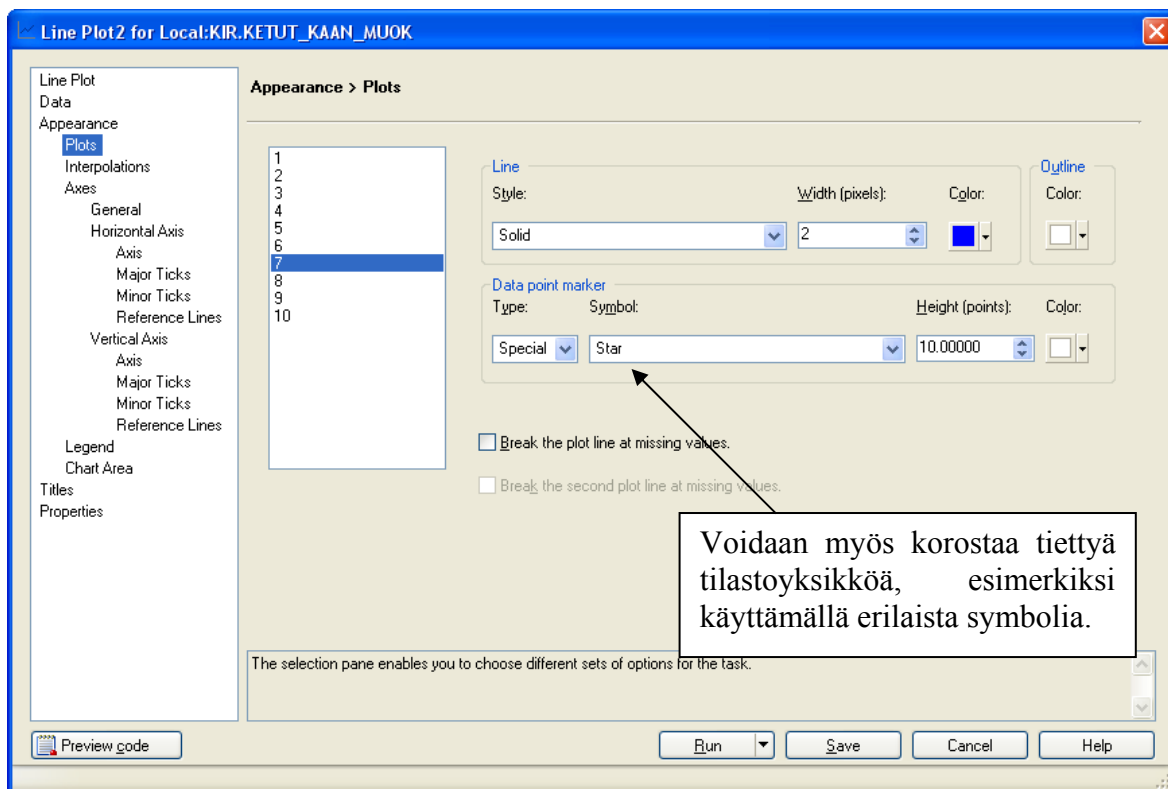 Line Plot2 for Local:KIR.KETUT_KAAN_MUOK
Line Plot
Data
Appearance
Plots
Interpolations
Axes
General
Horizontal Axis
Axis
Major Ticks
Minor Ticks
Reference Lines
Vertical Axis
Axis
Major Ticks
Minor Ticks
Reference Lines
Legend
Chart Area
Titles
Properties
Appearance > Plots
1
2
3
4
5
6
7
8
9
10
Line
Style:
Width (pixels):
Color:
Solid
2
Outline
Color:
Data point marker
Type:
Symbol:
Height (points):
Color:
Special
Star
10.00000
Break the plot line at missing values.
Break the second plot line at missing values.
Voidaan myös korostaa tiettyä
tilastoyksikköä, esimerkiksi
käyttämällä erilaista symbolia.
The selection pane enables you to choose different sets of options for the task.
Preview code
Run
Save
Cancel
Help